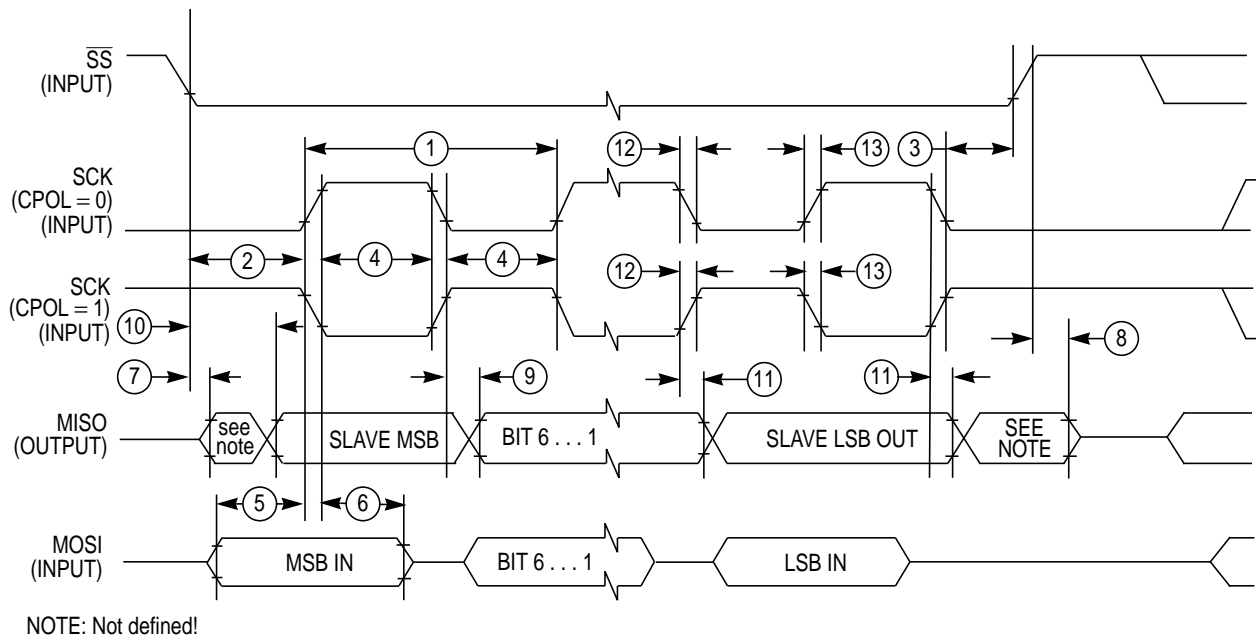 SS
(INPUT)
1
12
13
3
SCK
(CPOL = 0)
(INPUT)
2
4
4
12
13
SCK
(CPOL = 1)
(INPUT)
10
8
7
9
11
11
MISO
(OUTPUT)
see
note
SLAVE MSB
BIT 6 . . . 1
SLAVE LSB OUT
SEE
NOTE
5
6
MOSI
(INPUT)
MSB IN
BIT 6 . . . 1
LSB IN
NOTE: Not defined!